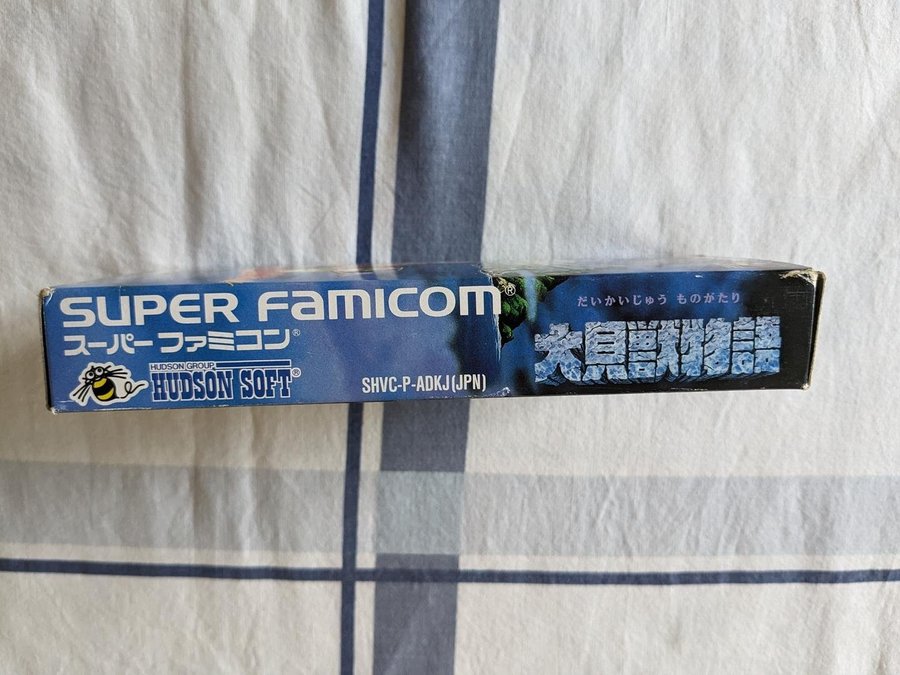 SUPER FAMICOM®
スーパーファミコン®
HUDSON GROUP
HUDSON SOFT®
SHVC-P-ADKJ(JPN)
だいかいじゅう ものがたり
大貝獣物語